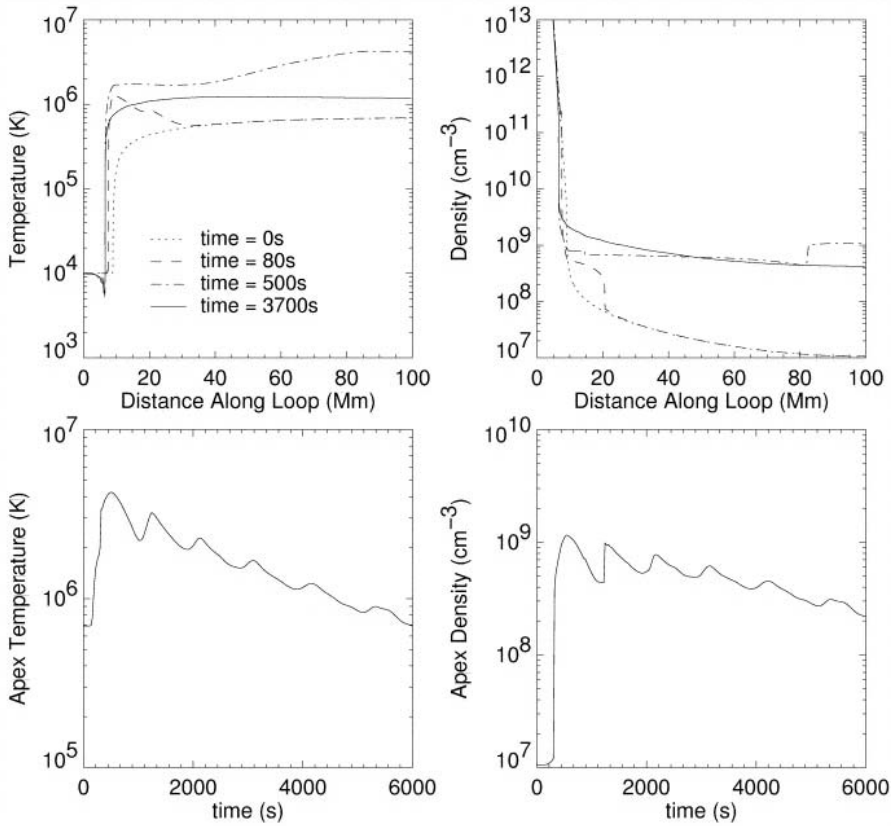 10^7
10^6
10^5
10^4
10^3
Temperature (K)
time = 0s
time = 80s
time = 500s
time = 3700s
0 20 40 60 80 100
Distance Along Loop (Mm)
10^13
10^12
10^11
10^10
10^9
10^8
10^7
Density (cm^−3)
0 20 40 60 80 100
Distance Along Loop (Mm)
10^7
10^6
10^5
Apex Temperature (K)
0 2000 4000 6000
time (s)
10^10
10^9
10^8
10^7
Apex Density (cm^−3)
0 2000 4000 6000
time (s)